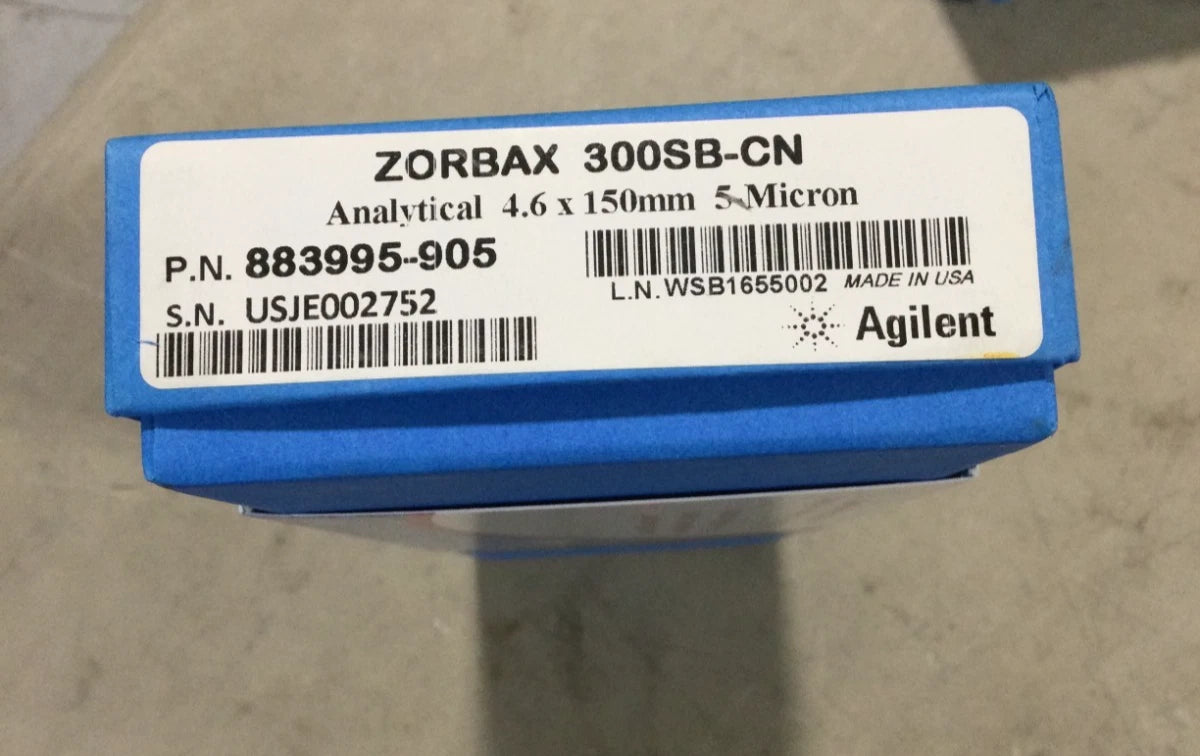 ZORBAX 300SB-CN
Analytical 4.6 x 150mm 5-Micron
P.N. 883995-905
S.N. USJE002752
L.N. WSB1655002 MADE IN USA
Agilent